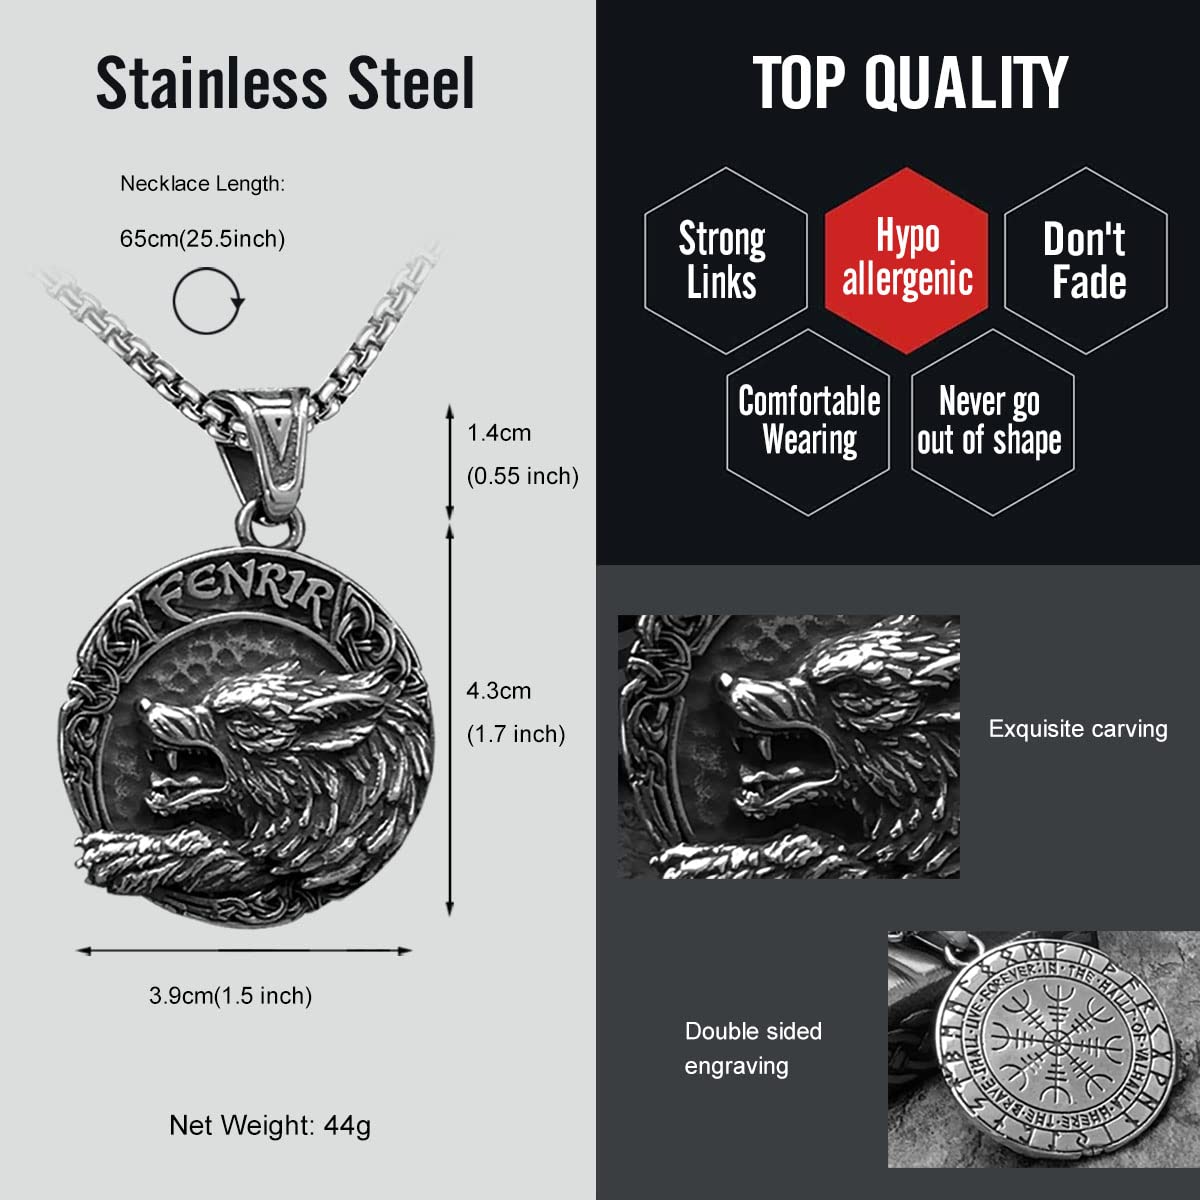 Stainless Steel
Necklace Length:
65cm(25.5inch)
1.4cm
(0.55 inch)
FENRIR
4.3cm
(1.7 inch)
3.9cm(1.5 inch)
Net Weight: 44g
TOP QUALITY
Strong
Links
Hypo
allergenic
Don't
Fade
Comfortable
Wearing
Never go
out of shape
Exquisite carving
Double sided
engraving
WHERE·THE·BRAVE·
LIVE·FOREVER:IN·THE·HALLS·OF·VALHALLA